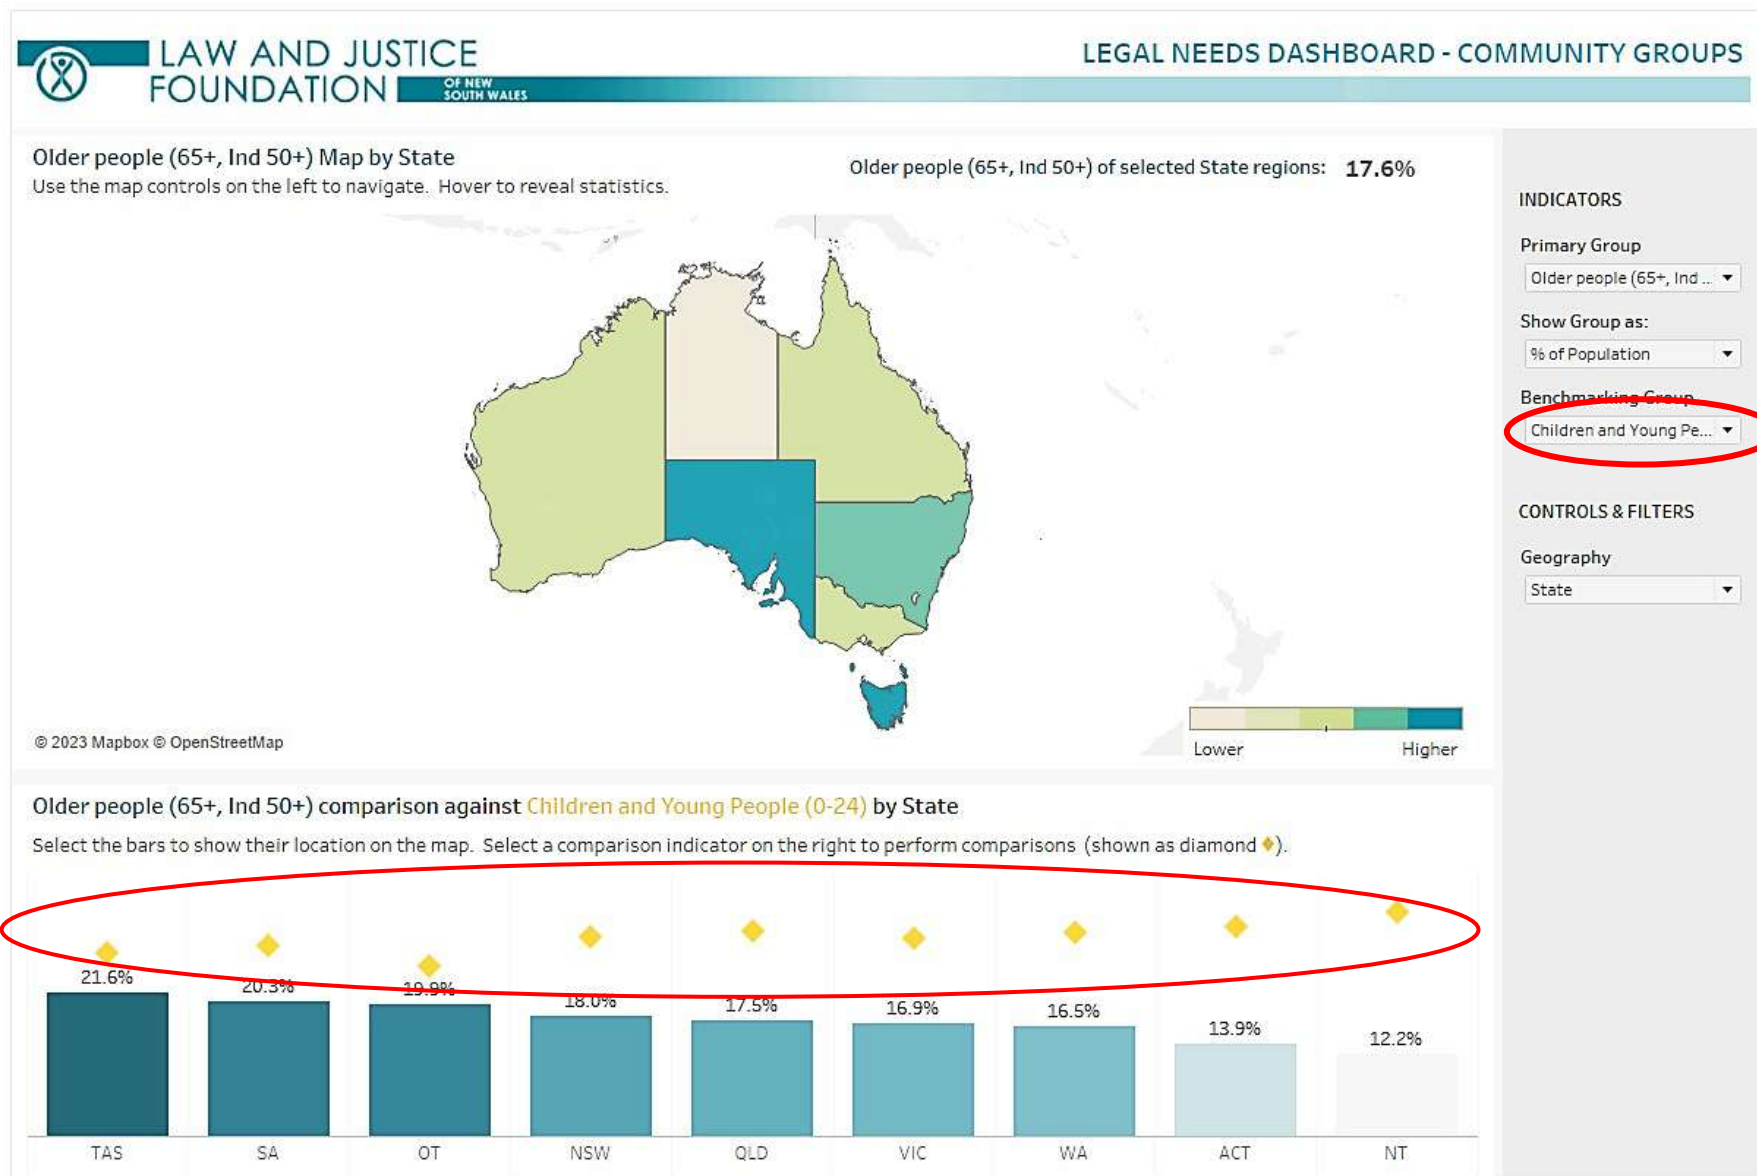 LAW AND JUSTICE
FOUNDATION OF NEW SOUTH WALES
LEGAL NEEDS DASHBOARD - COMMUNITY GROUPS
Older people (65+, Ind 50+) Map by State
Use the map controls on the left to navigate. Hover to reveal statistics.
Older people (65+, Ind 50+) of selected State regions: 17.6%
INDICATORS
Primary Group
Older people (65+, Ind ...
Show Group as:
% of Population
Benchmarking Group
Children and Young Pe...
CONTROLS & FILTERS
Geography
State
© 2023 Mapbox © OpenStreetMap
Lower Higher
Older people (65+, Ind 50+) comparison against Children and Young People (0-24) by State
Select the bars to show their location on the map. Select a comparison indicator on the right to perform comparisons (shown as diamond ).
21.6% 20.3% 19.9% 18.0% 17.5% 16.9% 16.5% 13.9% 12.2%
TAS SA OT NSW QLD VIC WA ACT NT